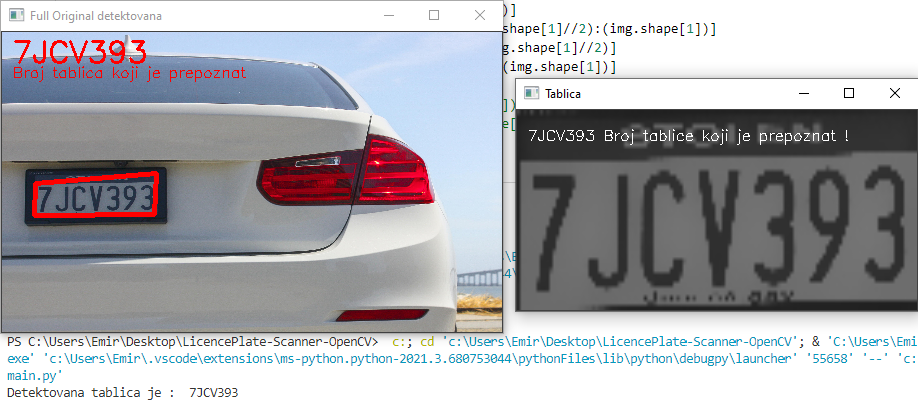 Full Original detektovana
7JCV393
Broj tablica koji je prepoznat
7JCV393
)]
shape[1]//2):(img.shape[1])]
g.shape[1]//2)]
(img.shape[1])]
Tablica
7JCV393 Broj tablice koji je prepoznat !
7JCV393
PS C:\Users\Emir\Desktop\LicencePlate-Scanner-OpenCV> c:; cd 'c:\Users\Emir\Desktop\LicencePlate-Scanner-OpenCV'; & 'C:\Users\Emi
exe' 'c:\Users\Emir\.vscode\extensions\ms-python.python-2021.3.680753044\pythonFiles\lib\python\debugpy\launcher' '55658' '--' 'c:
main.py'
Detektovana tablica je : 7JCV393